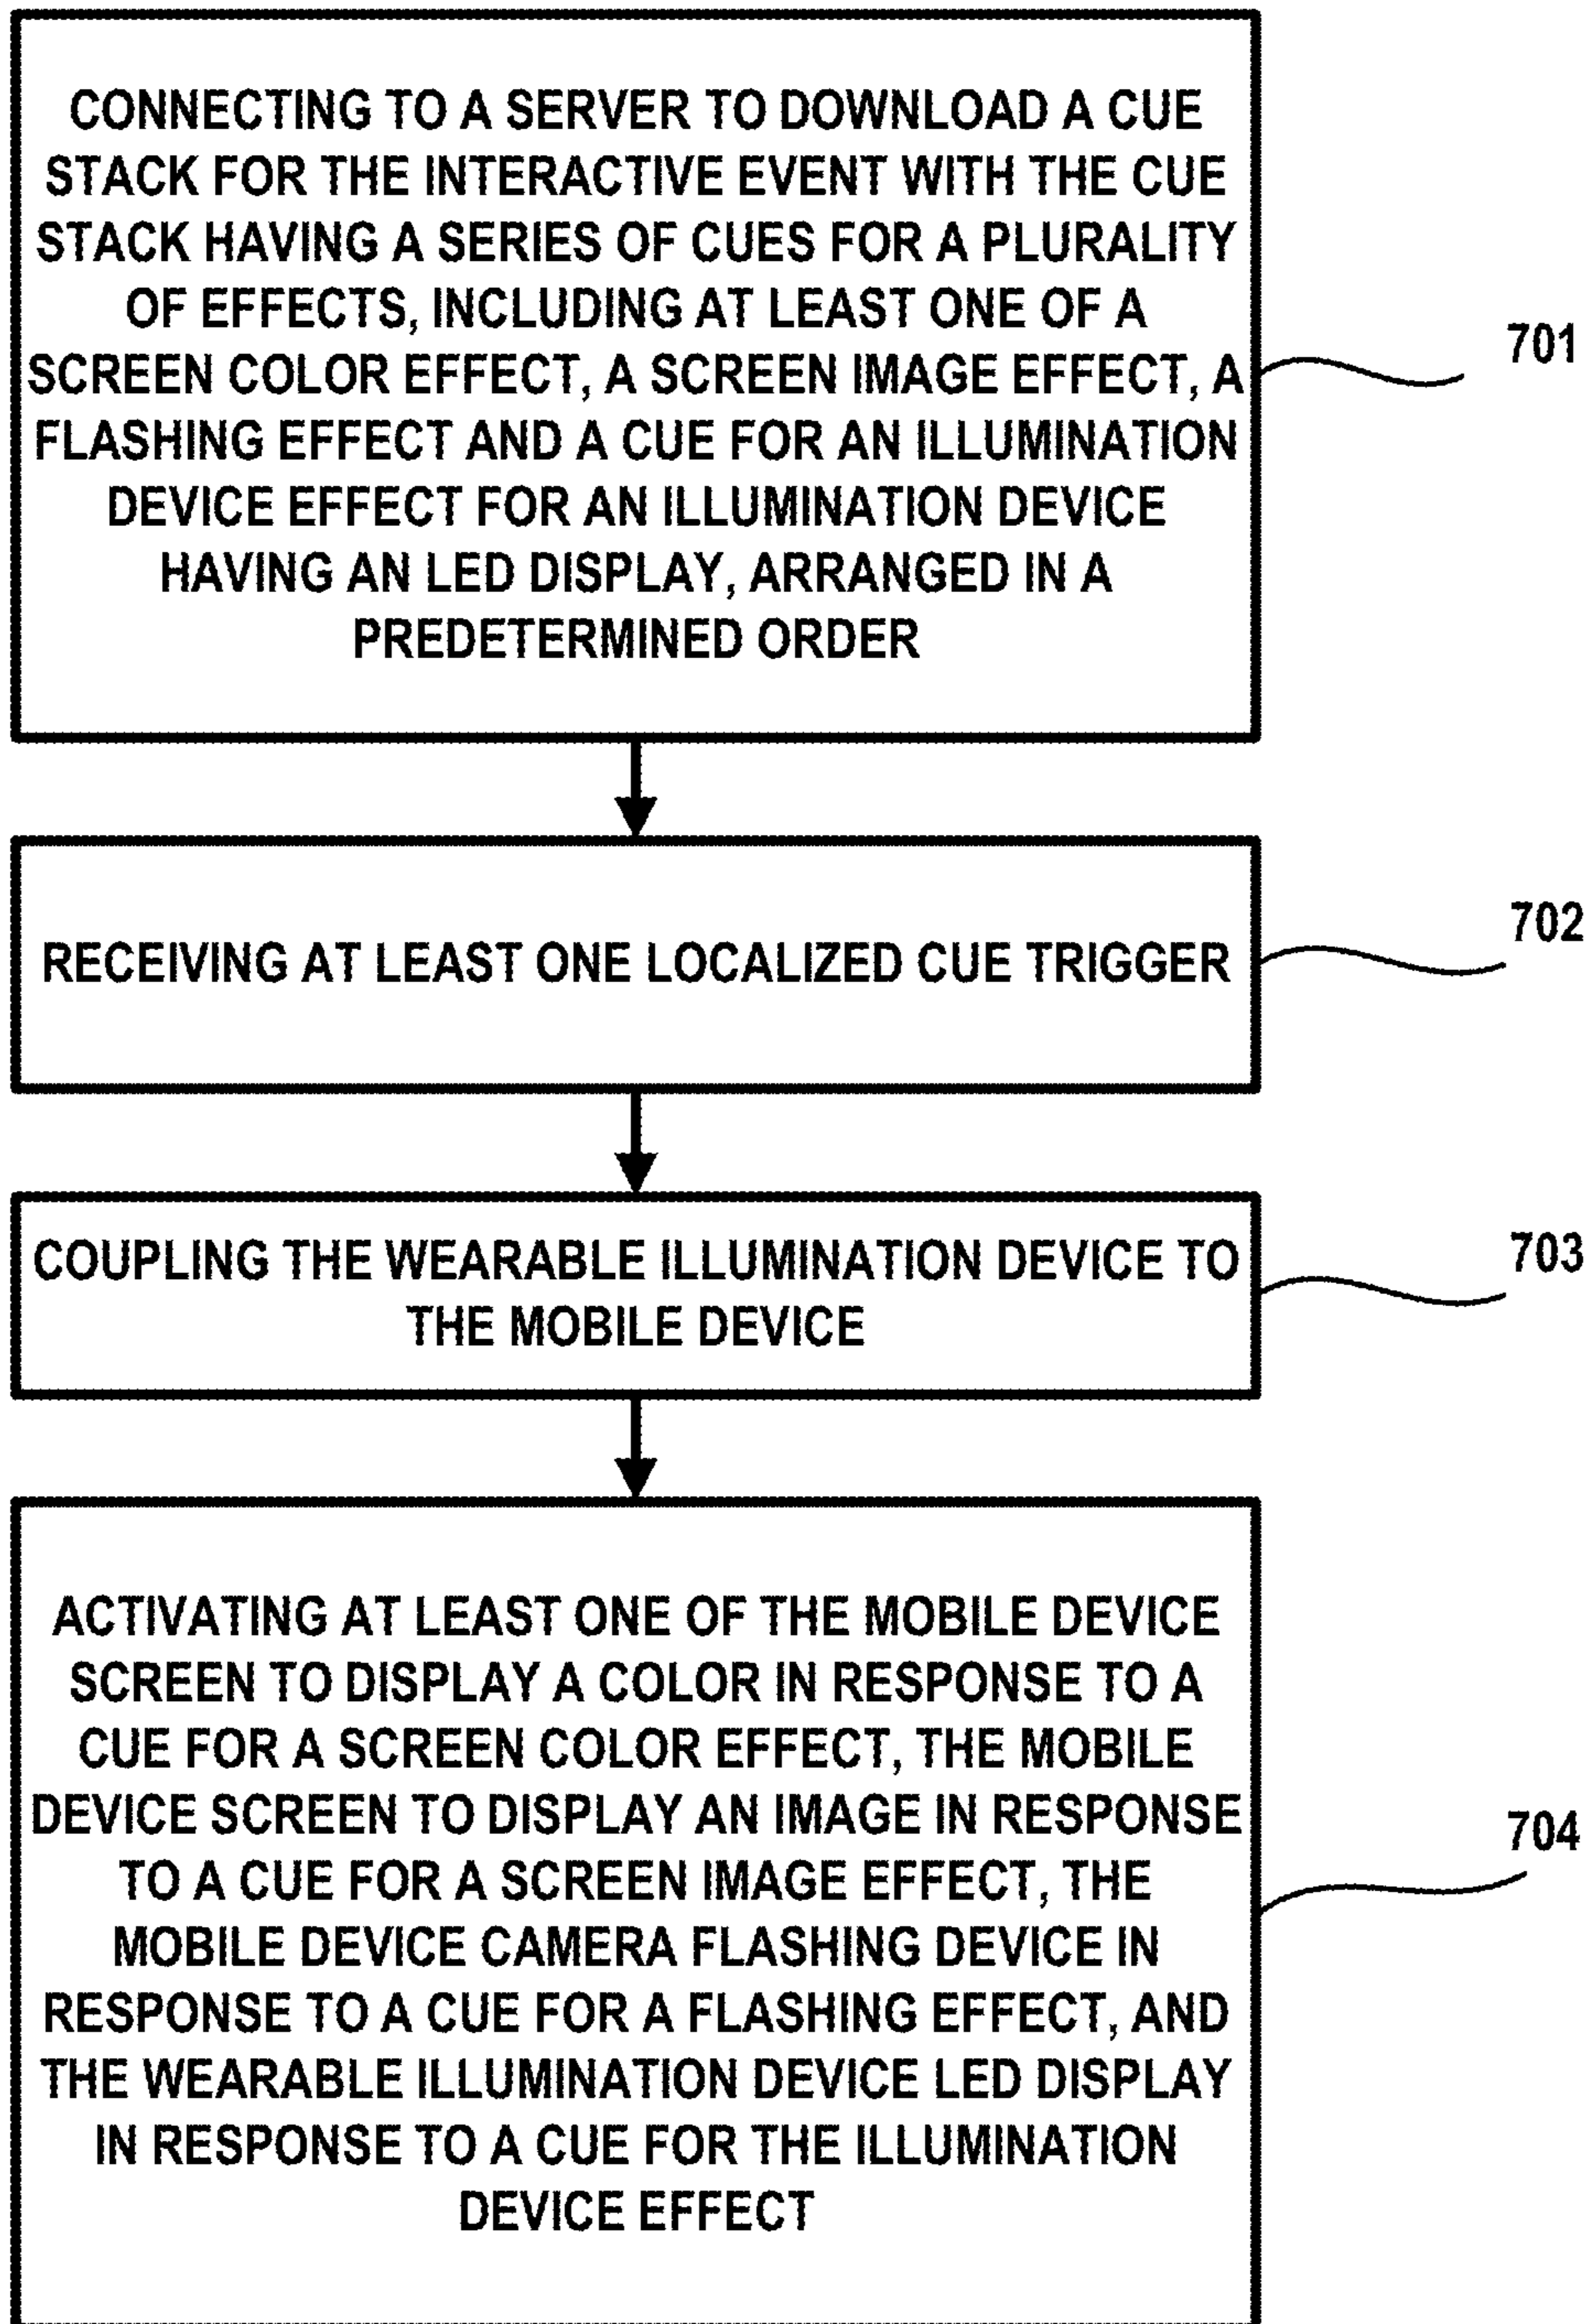 CONNECTING TO A SERVER TO DOWNLOAD A CUE
STACK FOR THE INTERACTIVE EVENT WITH THE CUE
STACK HAVING A SERIES OF CUES FOR A PLURALITY
OF EFFECTS, INCLUDING AT LEAST ONE OF A
SCREEN COLOR EFFECT, A SCREEN IMAGE EFFECT, A
FLASHING EFFECT AND A CUE FOR AN ILLUMINATION
DEVICE EFFECT FOR AN ILLUMINATION DEVICE
HAVING AN LED DISPLAY, ARRANGED IN A
PREDETERMINED ORDER
701
RECEIVING AT LEAST ONE LOCALIZED CUE TRIGGER
702
COUPLING THE WEARABLE ILLUMINATION DEVICE TO
THE MOBILE DEVICE
703
ACTIVATING AT LEAST ONE OF THE MOBILE DEVICE
SCREEN TO DISPLAY A COLOR IN RESPONSE TO A
CUE FOR A SCREEN COLOR EFFECT, THE MOBILE
DEVICE SCREEN TO DISPLAY AN IMAGE IN RESPONSE
TO A CUE FOR A SCREEN IMAGE EFFECT, THE
MOBILE DEVICE CAMERA FLASHING DEVICE IN
RESPONSE TO A CUE FOR A FLASHING EFFECT, AND
THE WEARABLE ILLUMINATION DEVICE LED DISPLAY
IN RESPONSE TO A CUE FOR THE ILLUMINATION
DEVICE EFFECT
704